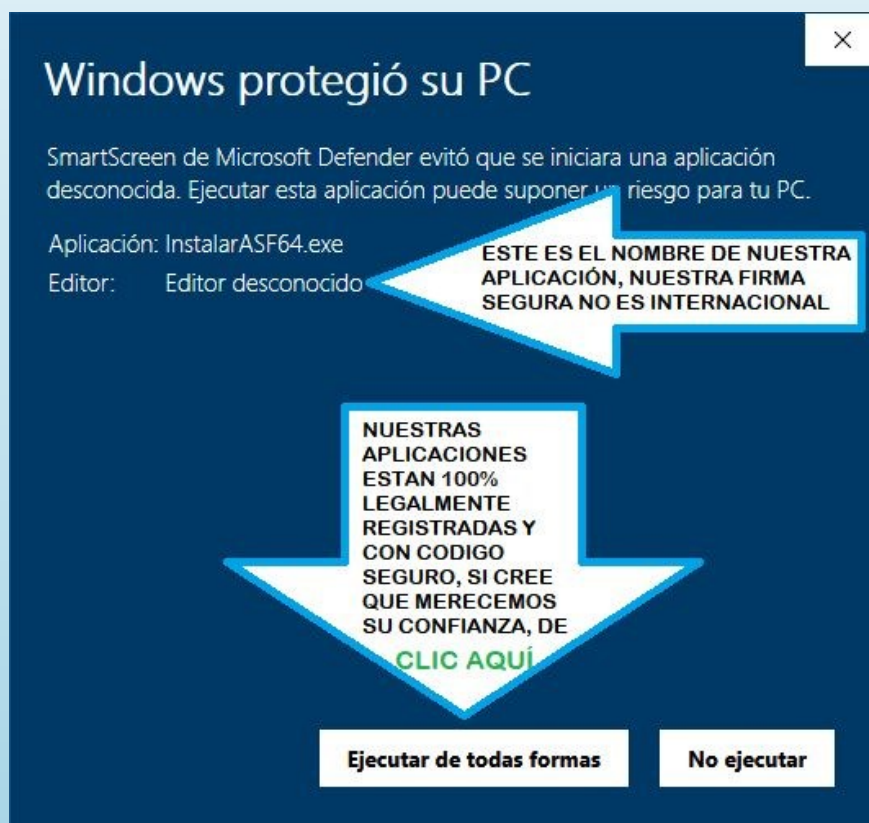 Windows protegió su PC
SmartScreen de Microsoft Defender evitó que se iniciara una aplicación
desconocida. Ejecutar esta aplicación puede suponer un riesgo para tu PC.
Aplicación: InstalarASF64.exe
Editor: Editor desconocido
ESTE ES EL NOMBRE DE NUESTRA
APLICACIÓN, NUESTRA FIRMA
SEGURA NO ES INTERNACIONAL
NUESTRAS
APLICACIONES
ESTAN 100%
LEGALMENTE
REGISTRADAS Y
CON CODIGO
SEGURO, SI CREE
QUE MERECEMOS
SU CONFIANZA, DE
CLIC AQUÍ
Ejecutar de todas formas
No ejecutar